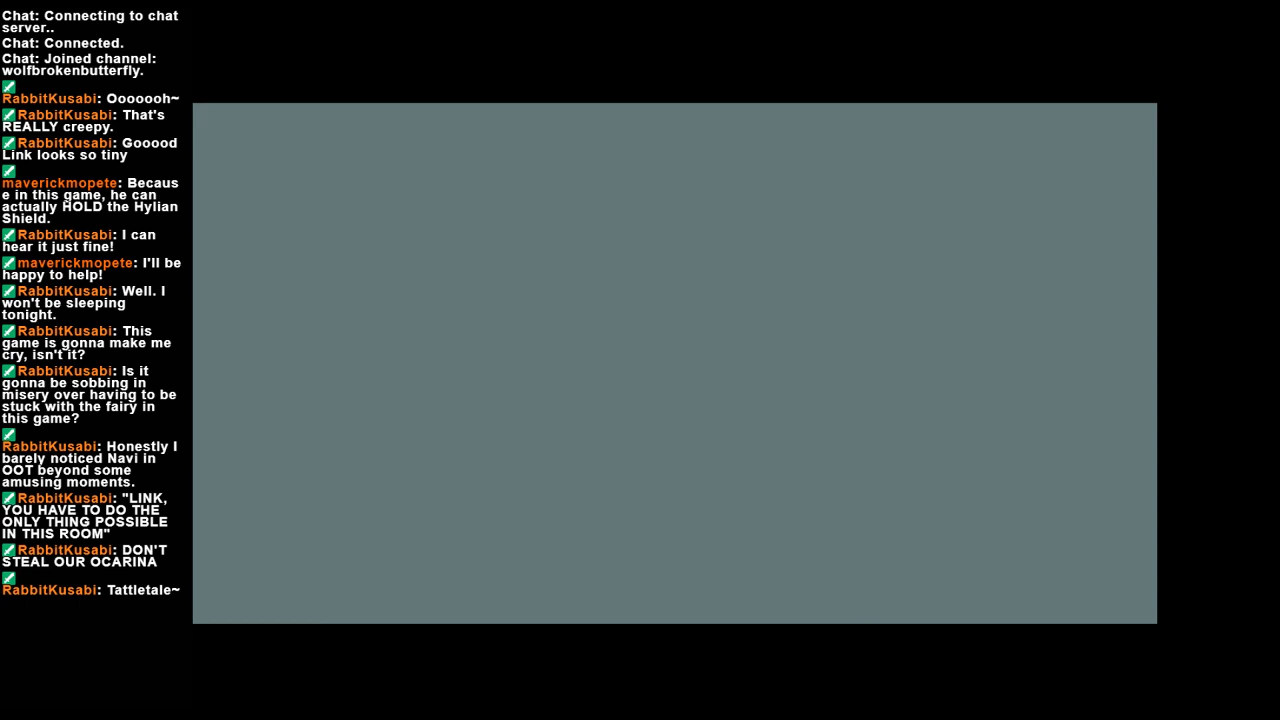 Chat: Connecting to chat
server..
Chat: Connected.
Chat: Joined channel:
wolfbrokenbutterfly.
RabbitKusabi: Ooooooh~
RabbitKusabi: That's
REALLY creepy.
RabbitKusabi: Gooood
Link looks so tiny
maverickmopete: Becaus
e in this game, he can
actually HOLD the Hylian
Shield.
RabbitKusabi: I can
hear it just fine!
maverickmopete: I'll be
happy to help!
RabbitKusabi: Well. I
won't be sleeping
tonight.
RabbitKusabi: This
game is gonna make me
cry, isn't it?
RabbitKusabi: Is it
gonna be sobbing in
misery over having to be
stuck with the fairy in
this game?
RabbitKusabi: Honestly I
barely noticed Navi in
OOT beyond some
amusing moments.
RabbitKusabi: "LINK,
YOU HAVE TO DO THE
ONLY THING POSSIBLE
IN THIS ROOM"
RabbitKusabi: DON'T
STEAL OUR OCARINA
RabbitKusabi: Tattletale~